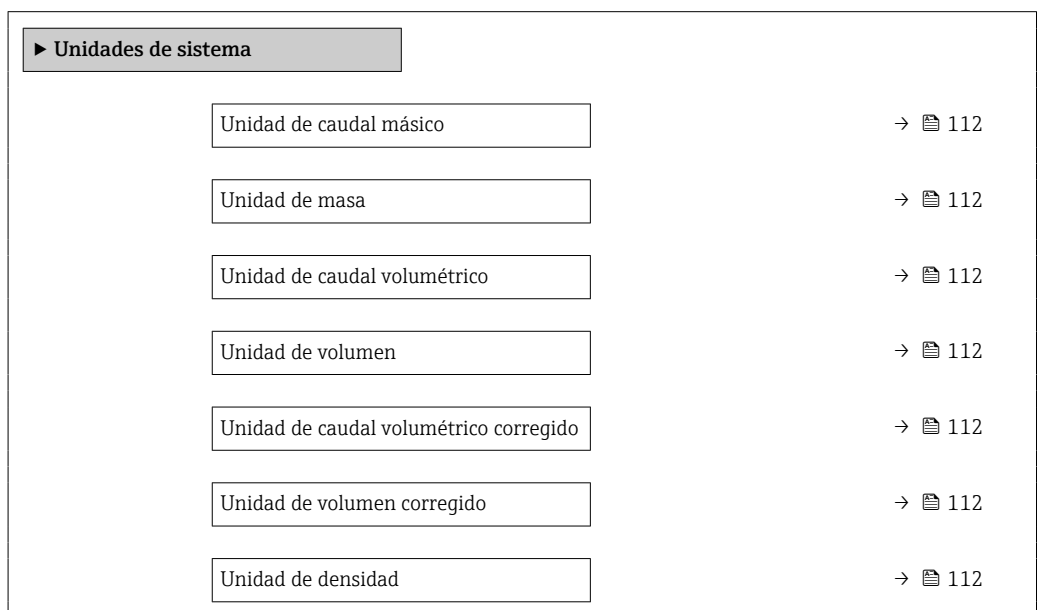 ▶ Unidades de sistema
Unidad de caudal másico → 🖹 112
Unidad de masa → 🖹 112
Unidad de caudal volumétrico → 🖹 112
Unidad de volumen → 🖹 112
Unidad de caudal volumétrico corregido → 🖹 112
Unidad de volumen corregido → 🖹 112
Unidad de densidad → 🖹 112